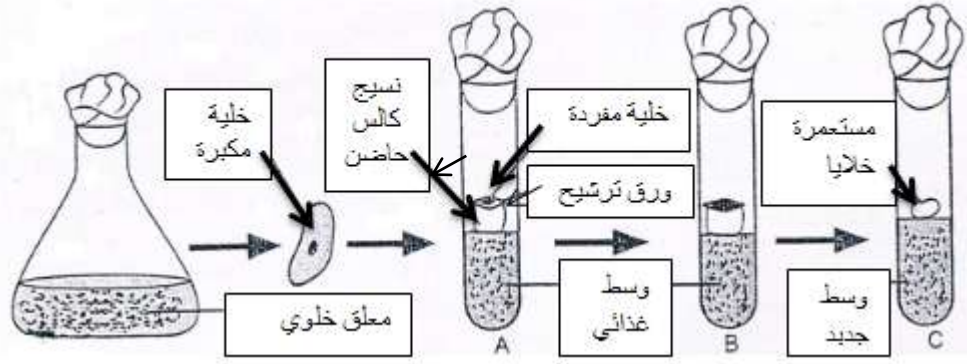 خلية
مكبرة
نسيج
كالس
حاضن
خلية مفردة
ورق ترشيح
مستعمرة
خلايا
معلق خلوي
وسط
غذائي
وسط
جديد
A
B
C